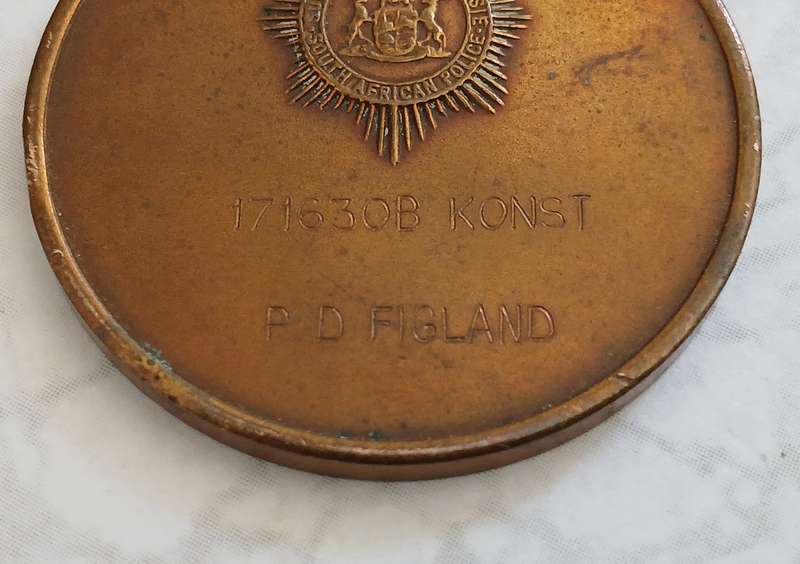 SOUTH AFRICAN POLICE
171630B KONST
P D FIGLAND